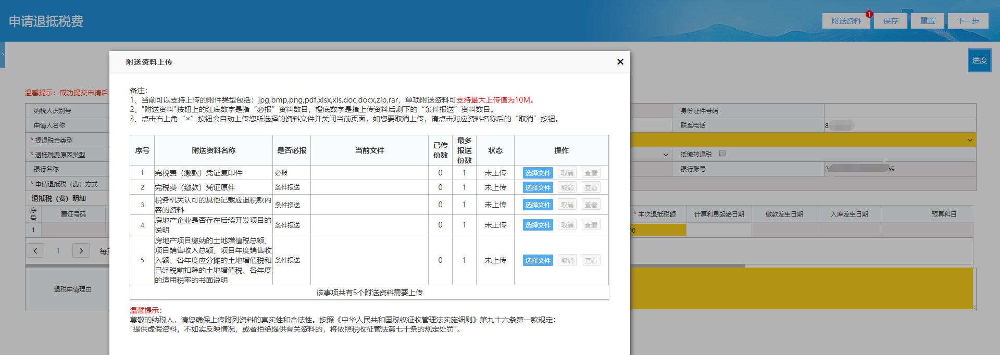 申请退抵税费
附送资料 1 保存 重置 下一步
进度
附送资料上传 ×
备注:
1、当前可以支持上传的附件类型包括：jpg,bmp,png,pdf,xlsx,xls,doc,docx,zip,rar，单项附送资料可支持最大上传值为10M。
2、"附送资料"按钮上的红底数字是指“必报”资料数目，橙底数字是指上传资料后剩下的“条件报送”资料数目。
3、点击右上角“×”按钮会自动上传您所选择的资料文件并关闭当前页面，如您要取消上传，请点击对应资料名称后的“取消”按钮。
序号 附送资料名称 是否必报 当前文件 已传份数 最多报送份数 状态 操作
1 完税费（缴款）凭证复印件 必报 0 1 未上传 选择文件 取消 查看
2 完税费（缴款）凭证原件 条件报送 0 1 未上传 选择文件 取消 查看
3 税务机关认可的其他记载应退税款内
容的资料 条件报送 0 1 未上传 选择文件 取消 查看
4 房地产企业是否存在后续开发项目的
说明 条件报送 0 1 未上传 选择文件 取消 查看
5 房地产项目缴纳的土地增值税总额、
项目销售收入总额、项目年度销售收
入额、各年度应分摊的土地增值税和
已经税前扣除的土地增值税、各年度
的适用税率的书面说明 条件报送 0 1 未上传 选择文件 取消 查看
该事项共有5个附送资料需要上传
温馨提示:
尊敬的纳税人，请您确保上传附列资料的真实性和合法性。按照《中华人民共和国税收征收管理法实施细则》第九十六条第一款规定：
"提供虚假资料，不如实反映情况，或者拒绝提供有关资料的，将依照税收征管法第七十条的规定处罚"。
温馨提示：成功提交申请后
纳税人识别号
申请人名称
* 提退税金类型
* 退抵税费原因类型
银行名称
* 申请退抵税（费）方式
退抵税（费）明细
序号 票证号码
1
1 每
退税申请理由
身份证件号码
联系电话 8
抵缴转退税
银行账号 59
* 本次退抵税额 计算利息起始日期 缴款发生日期 入库发生日期 预算科目
00